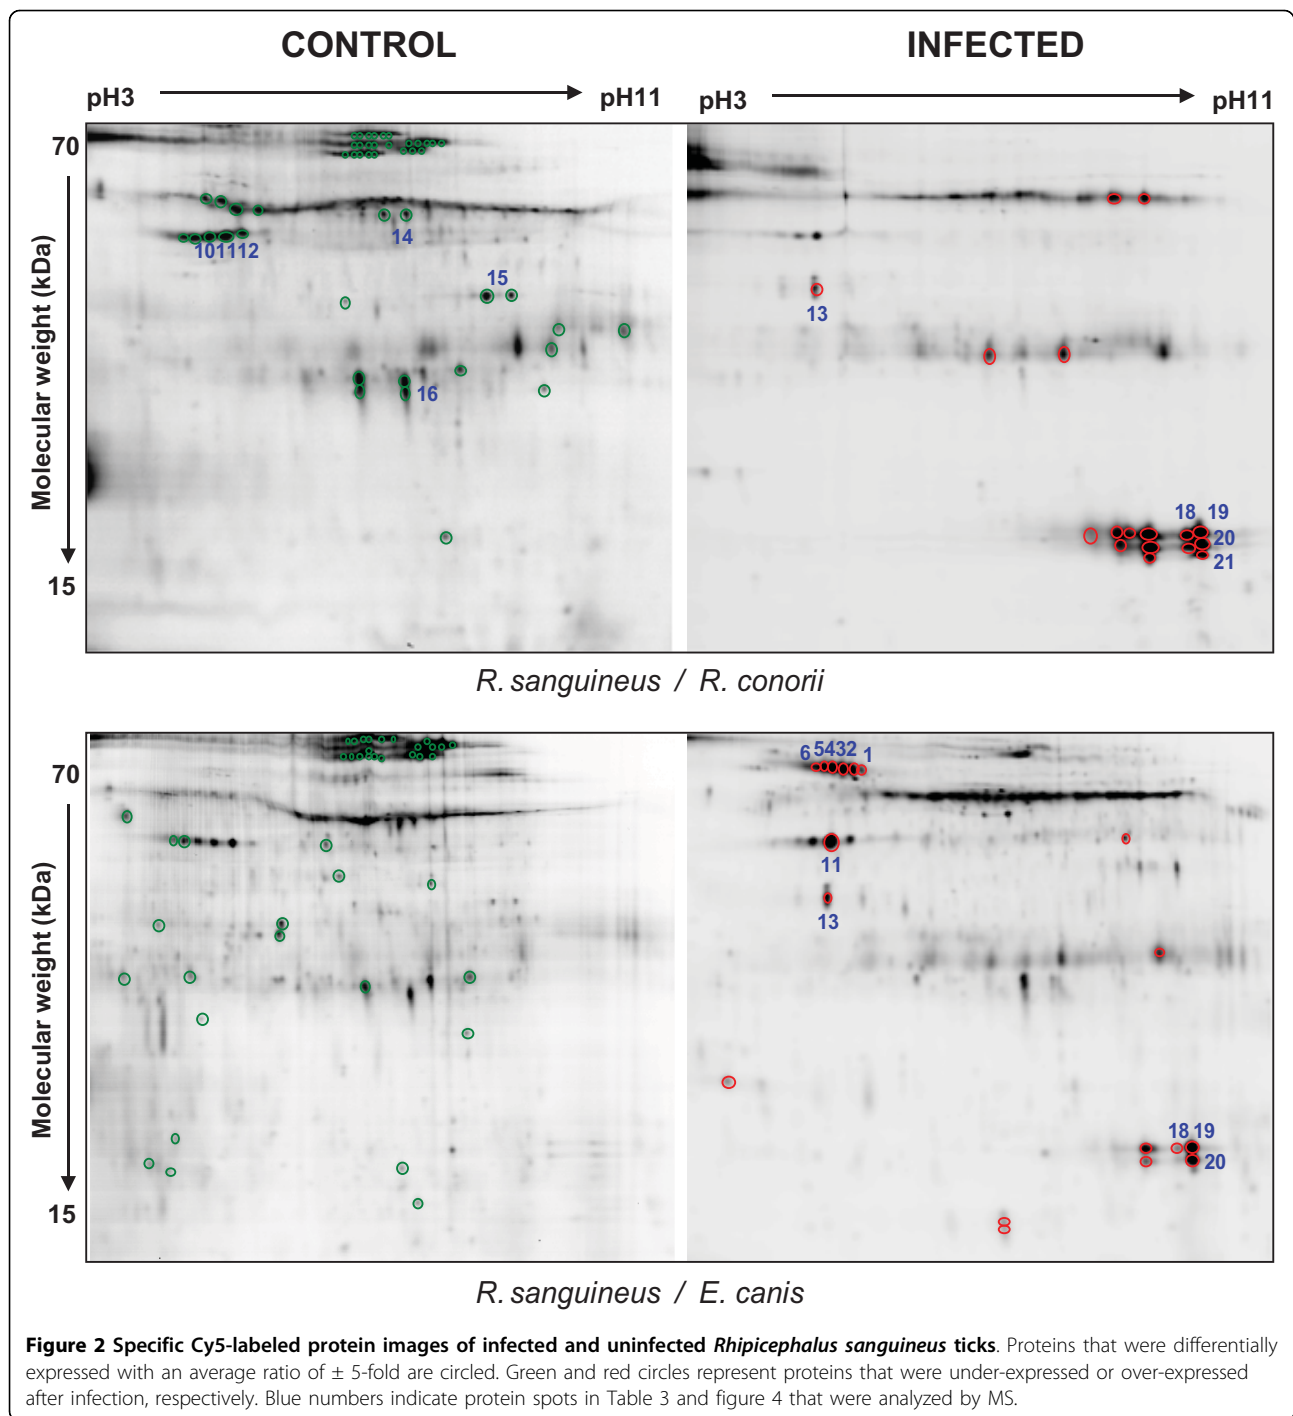 CONTROL INFECTED
pH3 pH11 pH3 pH11
70
Molecular weight (kDa)
15
101112
14
15
16
13
18 19
20
21
R. sanguineus / R. conorii
70
Molecular weight (kDa)
15
6 5432 1
11
13
18 19
20
R. sanguineus / E. canis
Figure 2 Specific Cy5-labeled protein images of infected and uninfected Rhipicephalus sanguineus ticks. Proteins that were differentially
expressed with an average ratio of ± 5-fold are circled. Green and red circles represent proteins that were under-expressed or over-expressed
after infection, respectively. Blue numbers indicate protein spots in Table 3 and figure 4 that were analyzed by MS.